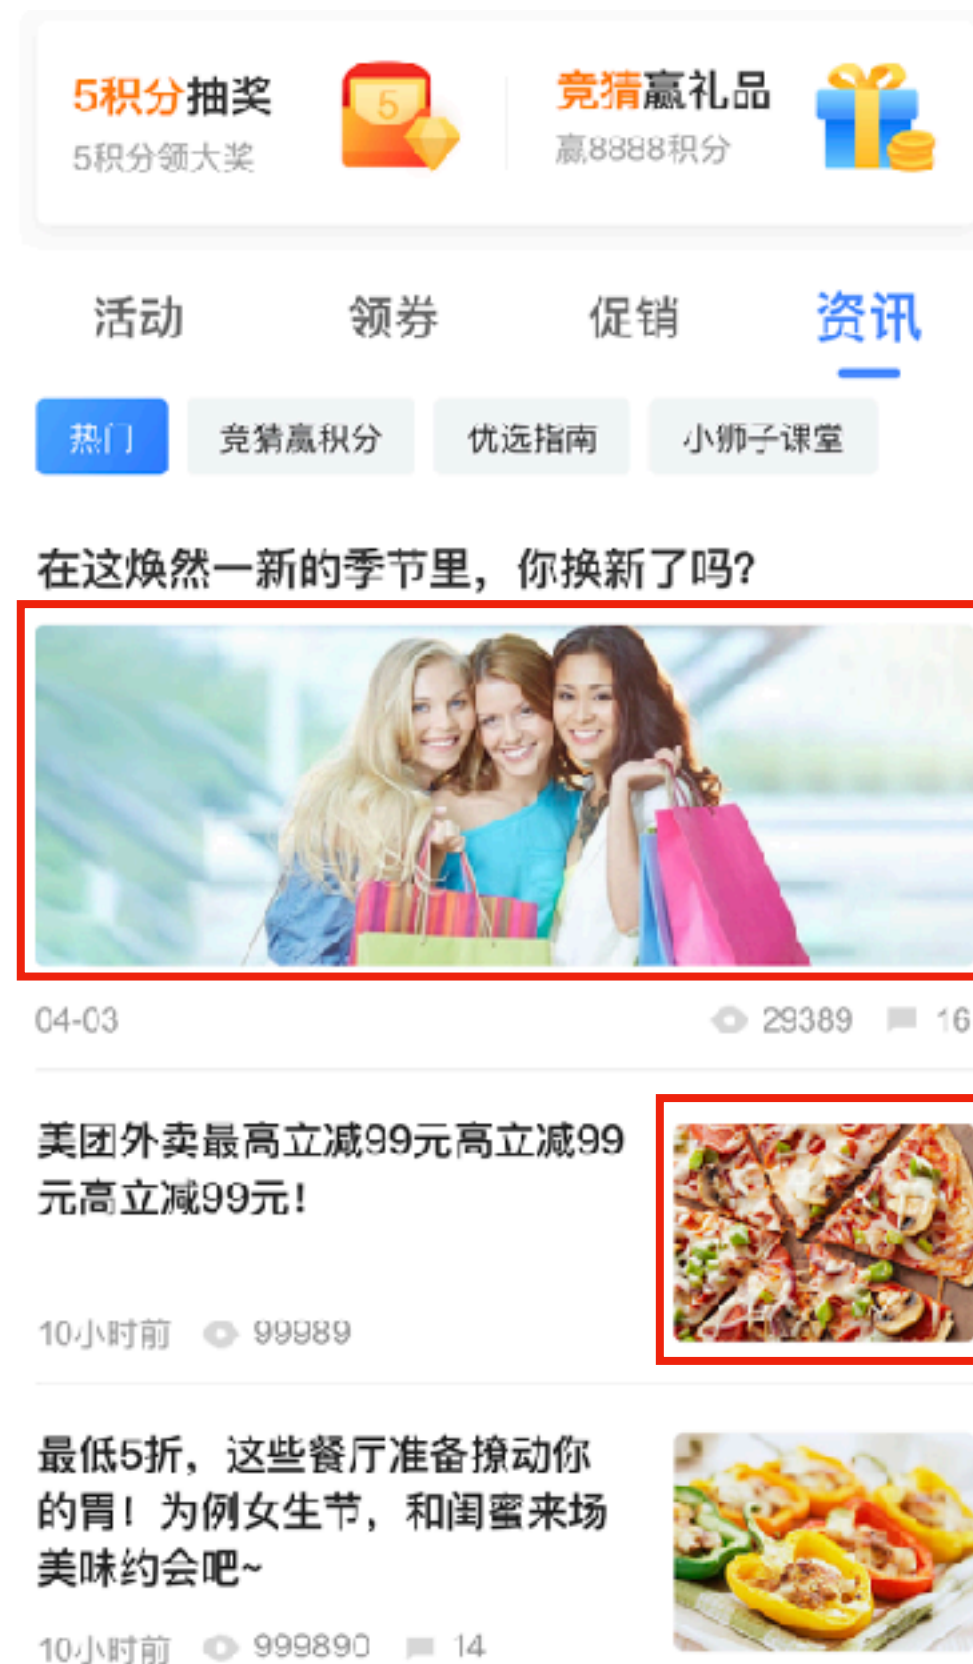 5积分抽奖
5积分领大奖
5
竞猜赢礼品
赢8888积分
活动 领券 促销 资讯
热门 竞猜赢积分 优选指南 小狮子课堂
在这焕然一新的季节里，你换新了吗？
04-03 29389 16
美团外卖最高立减99元高立减99
元高立减99元！
10小时前 99989
最低5折，这些餐厅准备撩动你
的胃！为例女生节，和闺蜜来场
美味约会吧~
10小时前 999890 14